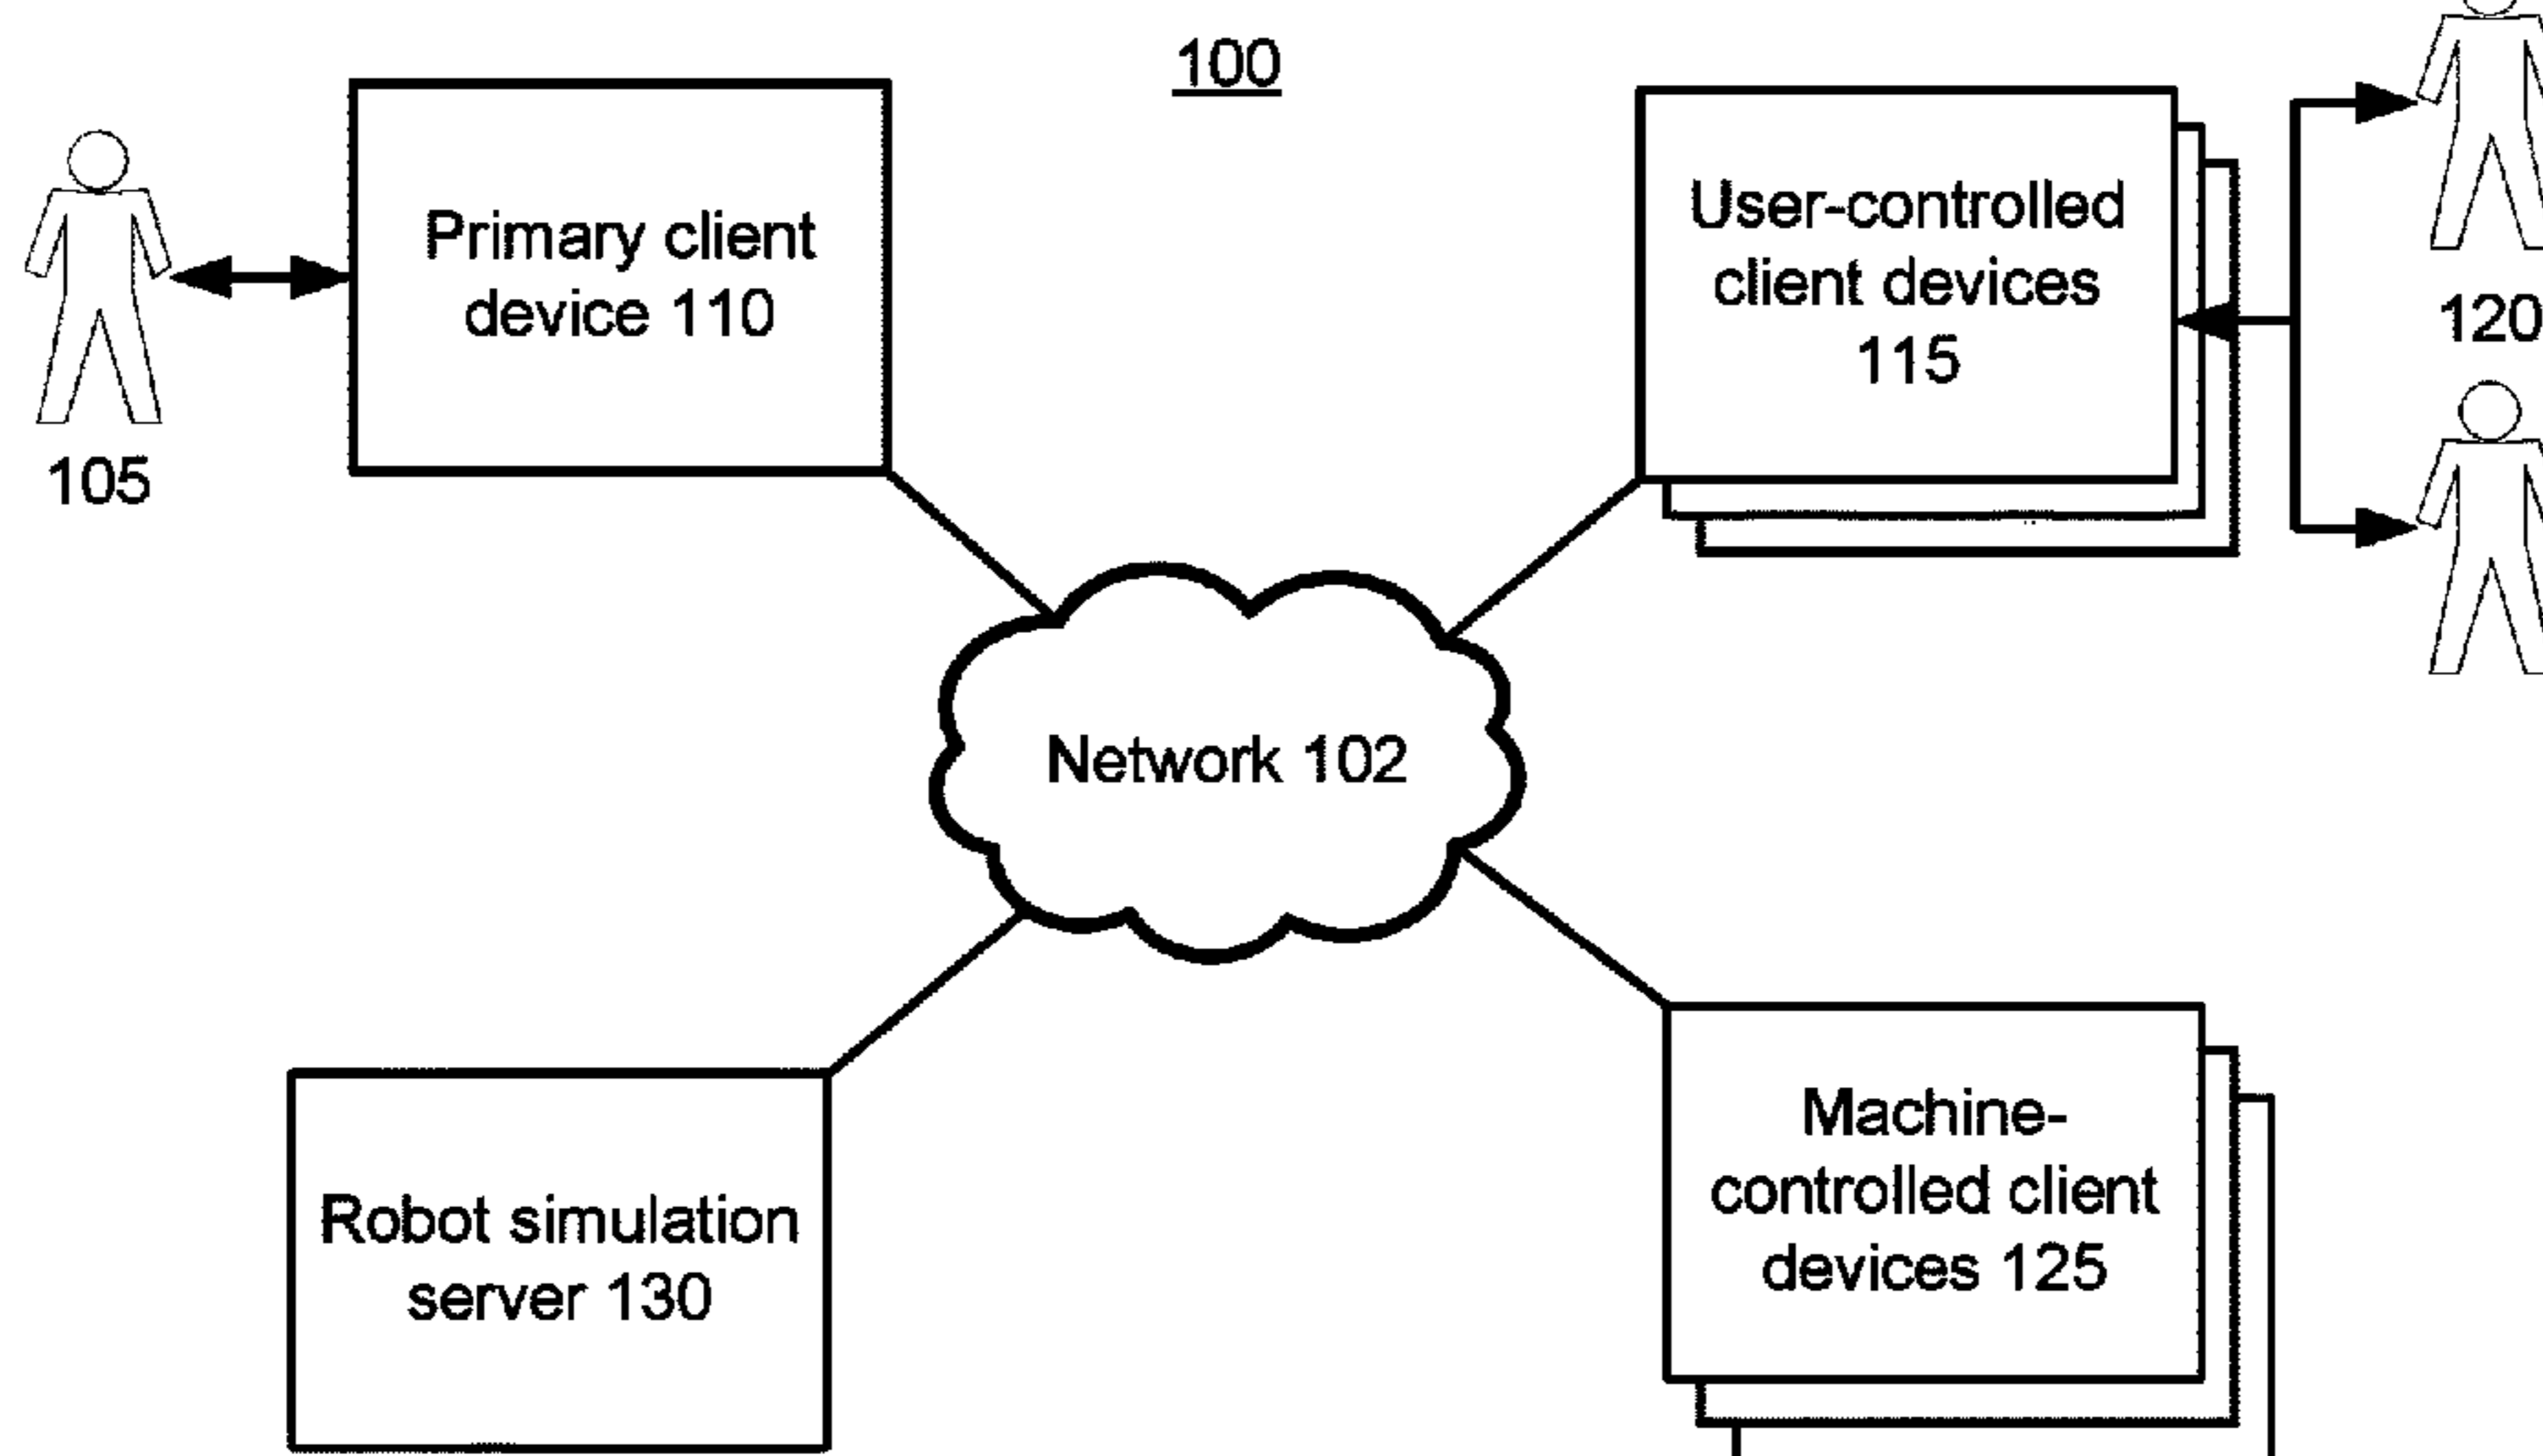 100
Primary client
device 110
105
User-controlled
client devices
115
120
Network 102
Robot simulation
server 130
Machine-
controlled client
devices 125